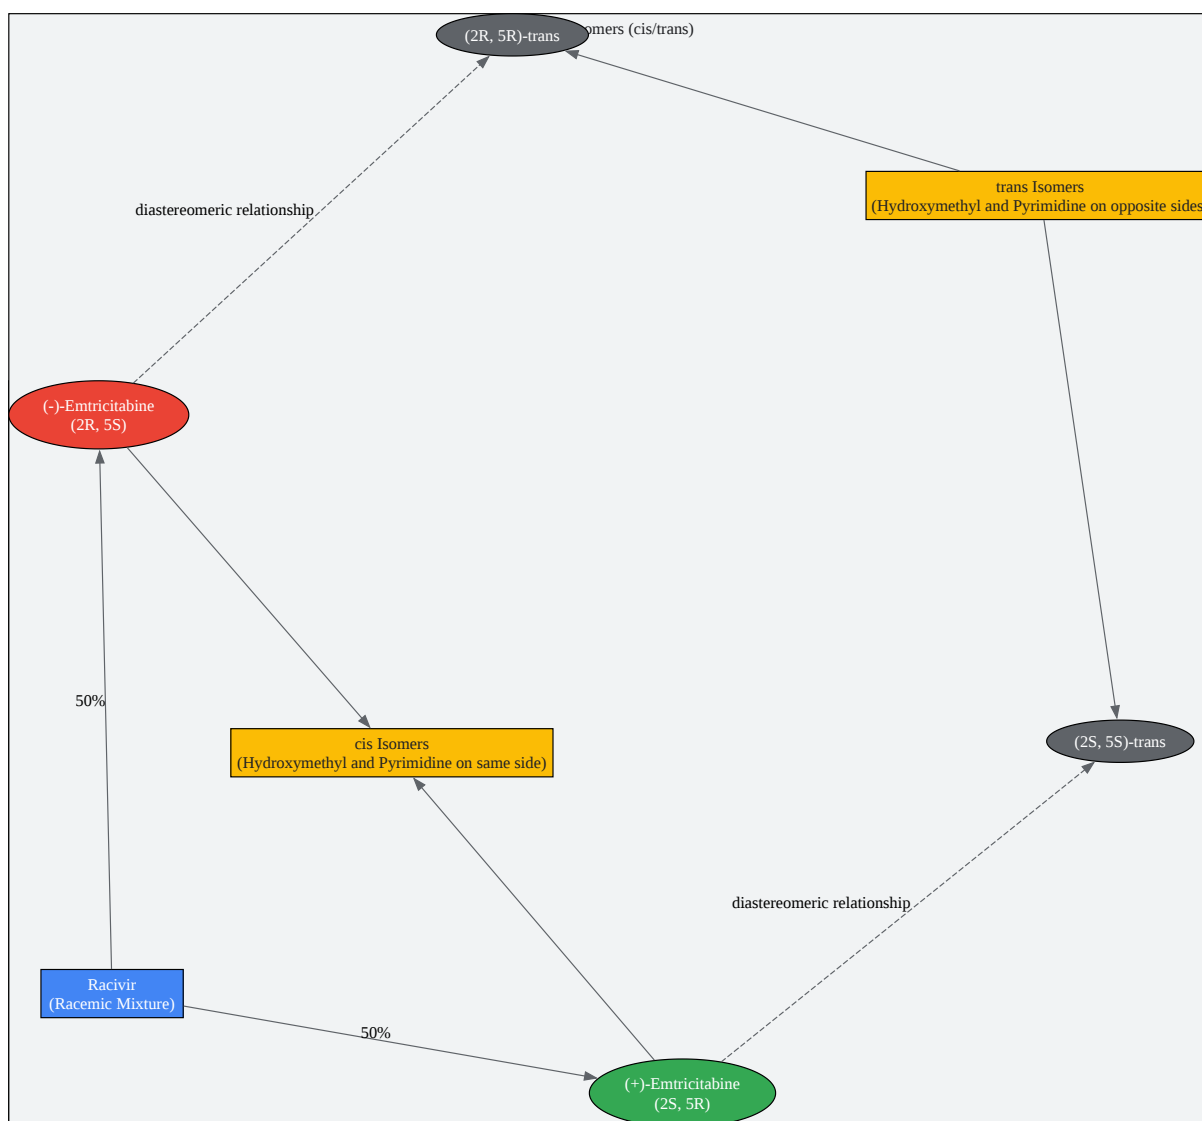 (2R, 5R)-trans
omers (cis/trans)
trans Isomers
(Hydroxymethyl and Pyrimidine on opposite sides
diastereomeric relationship
(-)-Emtricitabine
(2R, 5S)
50%
cis Isomers
(Hydroxymethyl and Pyrimidine on same side)
(2S, 5S)-trans
diastereomeric relationship
Racivir
(Racemic Mixture)
50%
(+)-Emtricitabine
(2S, 5R)